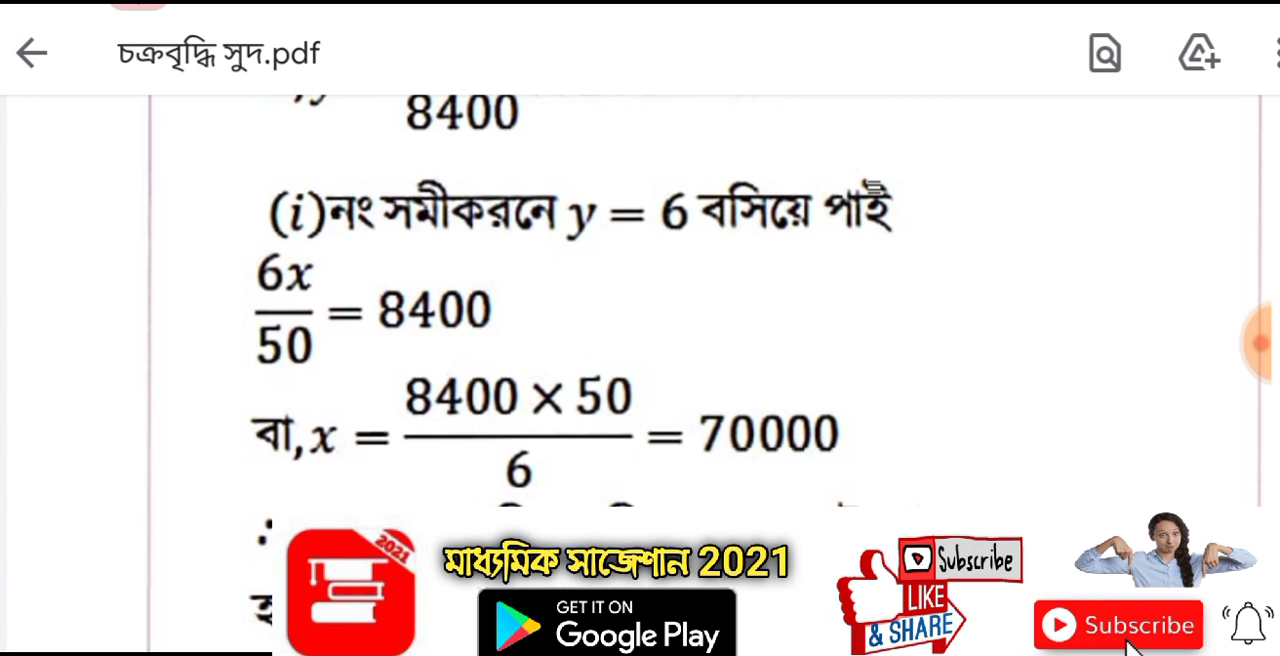 চক্রবৃদ্ধি সুদ.pdf
8400
(i)নং সমীকরনে y = 6 বসিয়ে পাই
6x/50 = 8400
বা, x = 8400 × 50/6 = 70000
2021
মাধ্যমিক সাজেশান 2021
GET IT ON
Google Play
Subscribe
LIKE
& SHARE
Subscribe